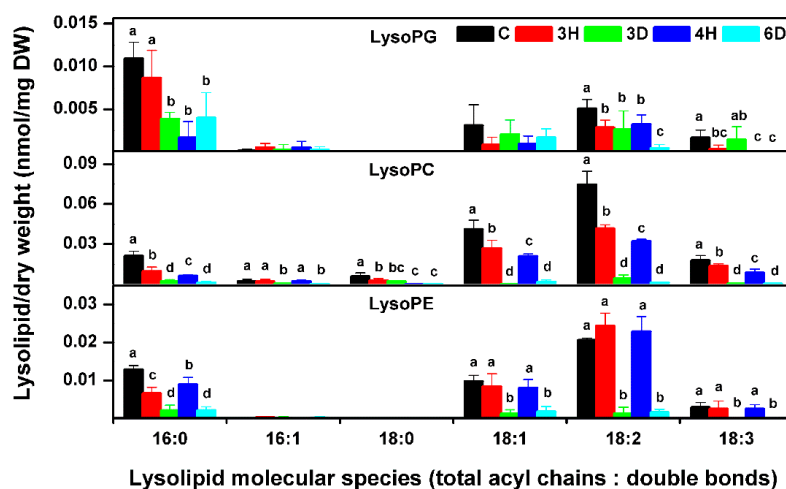 0.015
0.010
0.005
LysoPG
C 3H 3D 4H 6D
a a b b b
a b b b c
a bc ab c c
0.09
0.06
0.03
LysoPC
a b d c d
a a b a b
a b bc c c
a b d c d
a b d c d
a b d c d
0.03
0.02
0.01
LysoPE
a c d b d
a a b a b
a a b a b
a a b a b
16:0 16:1 18:0 18:1 18:2 18:3
Lysolipid/dry weight (nmol/mg DW)
Lysolipid molecular species (total acyl chains : double bonds)